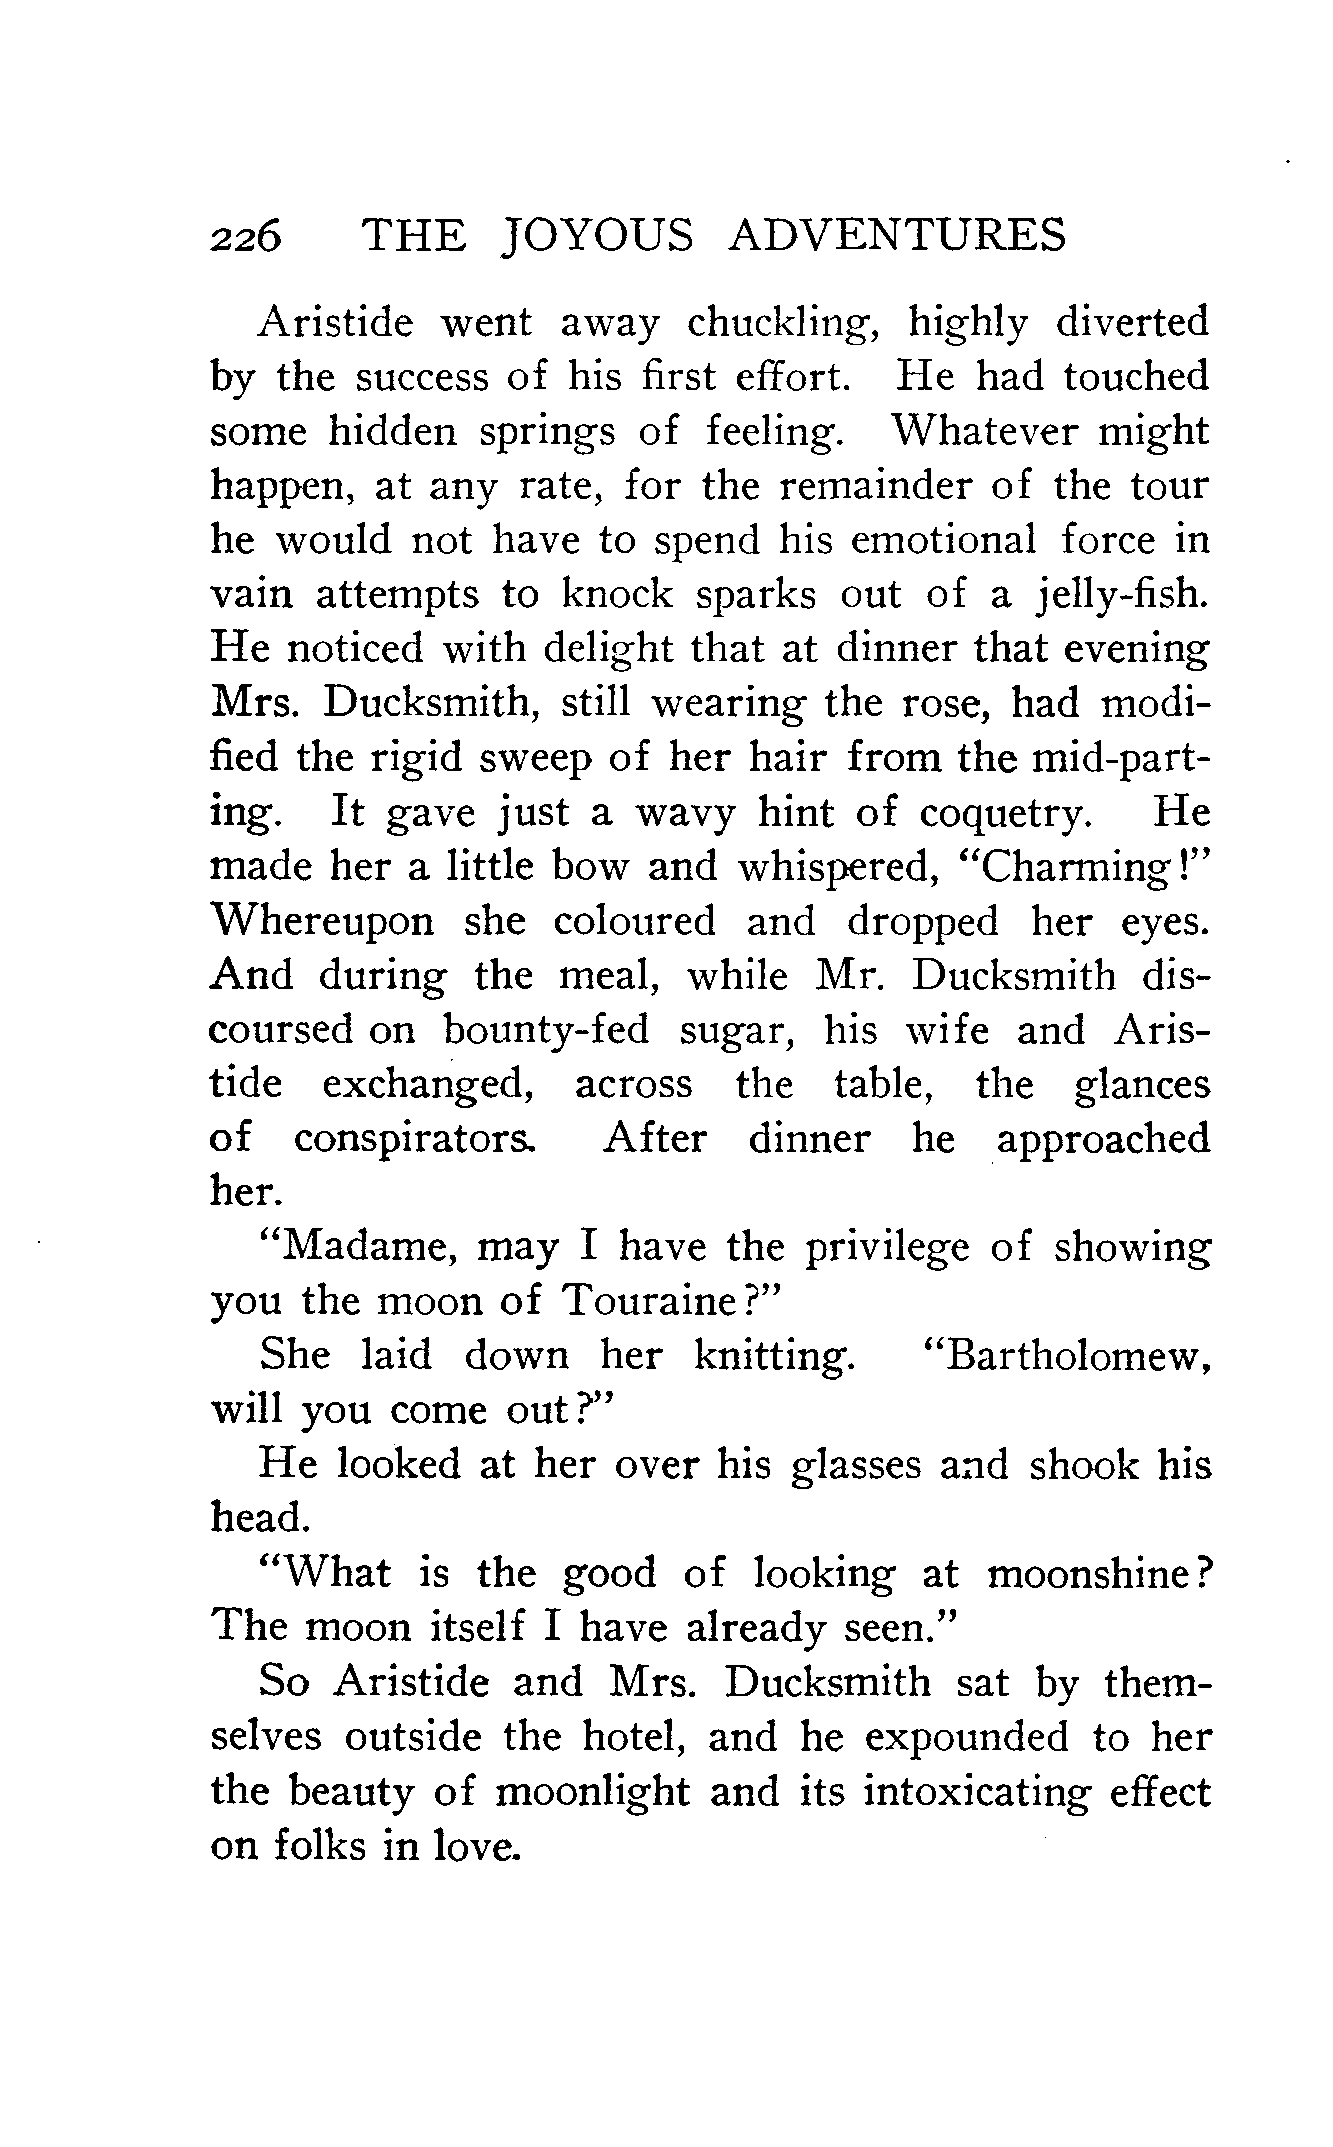 226 THE JOYOUS ADVENTURES
Aristide went away chuckling, highly diverted
by the success of his first effort. He had touched
some hidden springs of feeling. Whatever might
happen, at any rate, for the remainder of the tour
he would not have to spend his emotional force in
vain attempts to knock sparks out of a jelly-fish.
He noticed with delight that at dinner that evening
Mrs. Ducksmith, still wearing the rose, had modi-
fied the rigid sweep of her hair from the mid-part-
ing. It gave just a wavy hint of coquetry. He
made her a little bow and whispered, "Charming!"
Whereupon she coloured and dropped her eyes.
And during the meal, while Mr. Ducksmith dis-
coursed on bounty-fed sugar, his wife and Aris-
tide exchanged, across the table, the glances
of conspirators. After dinner he approached
her.
"Madame, may I have the privilege of showing
you the moon of Touraine?"
She laid down her knitting. "Bartholomew,
will you come out?"
He looked at her over his glasses and shook his
head.
"What is the good of looking at moonshine?
The moon itself I have already seen."
So Aristide and Mrs. Ducksmith sat by them-
selves outside the hotel, and he expounded to her
the beauty of moonlight and its intoxicating effect
on folks in love.